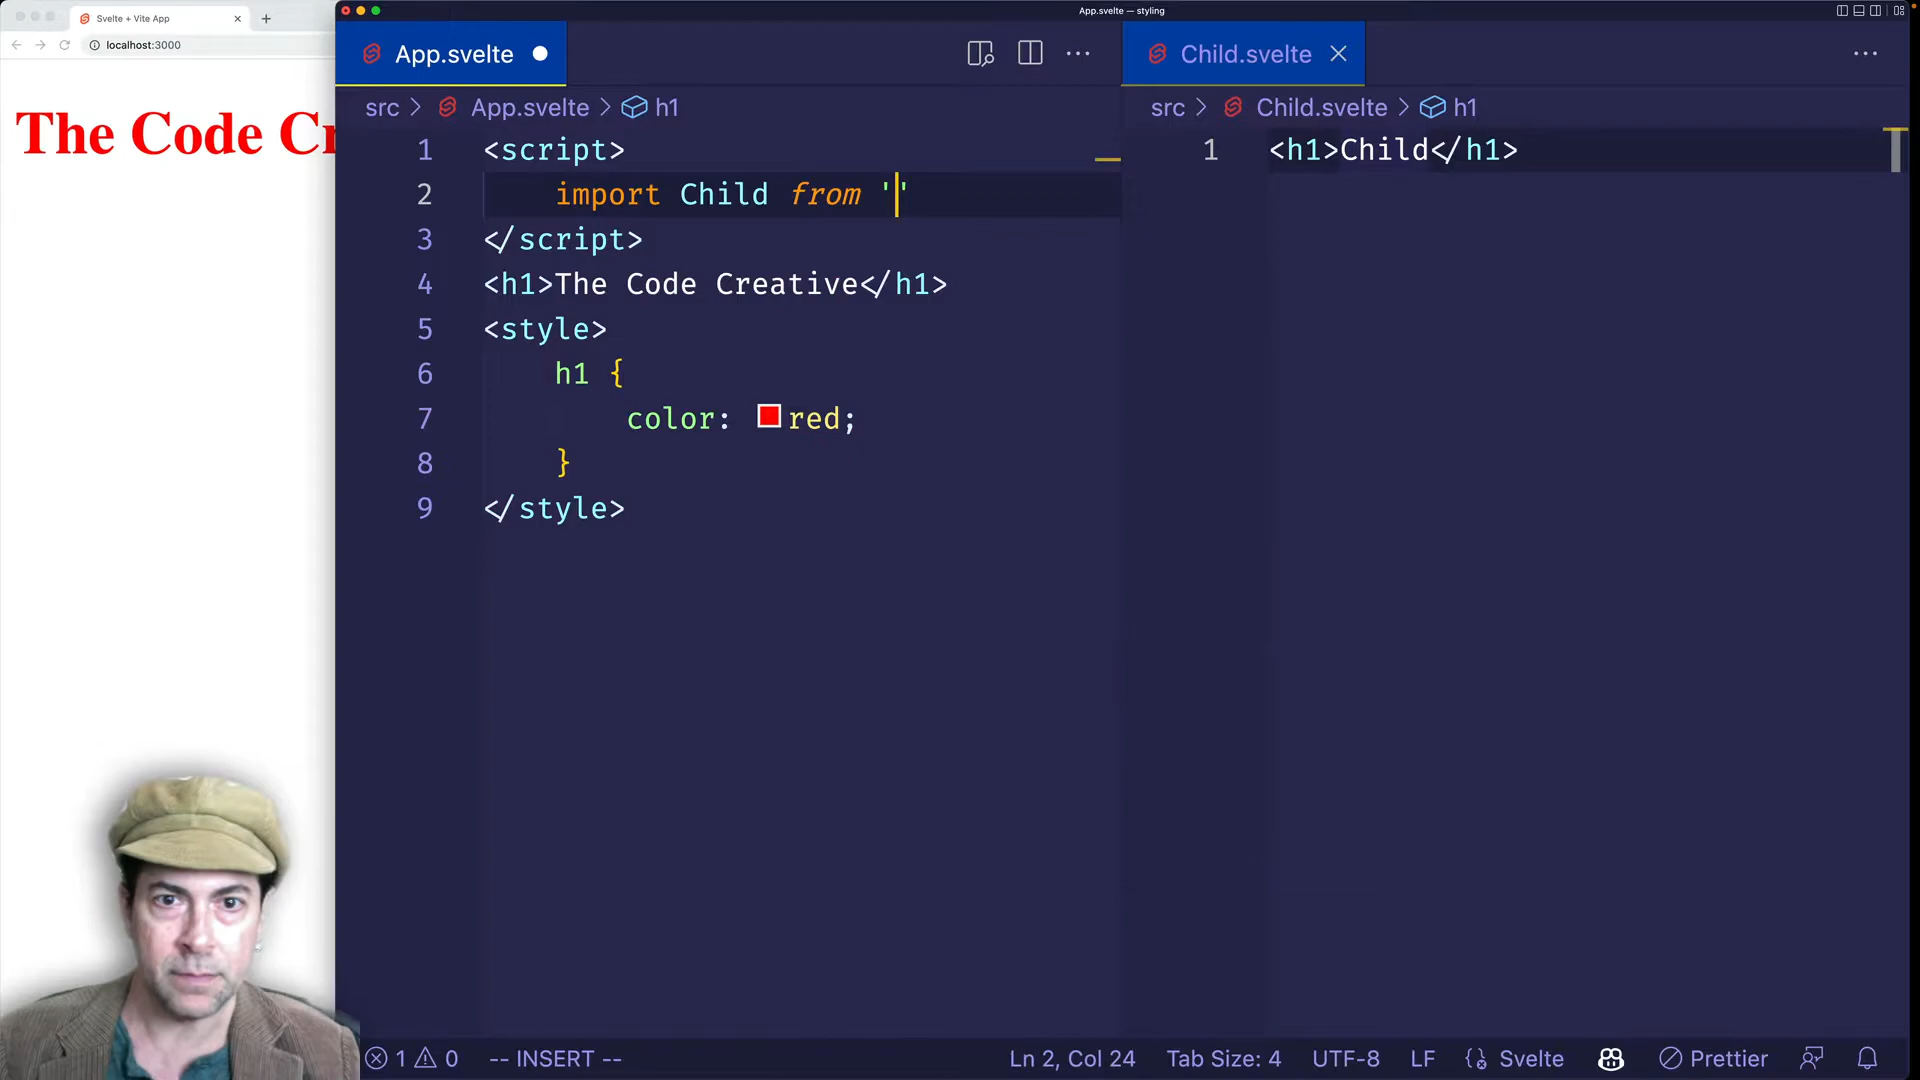 Svelte + Vite App
localhost:3000
The Code Cr
App.svelte — styling
App.svelte
Child.svelte
src > App.svelte > h1
1 <script>
2 import Child from ''
3 </script>
4 <h1>The Code Creative</h1>
5 <style>
6 h1 {
7 color: red;
8 }
9 </style>
src > Child.svelte > h1
1 <h1>Child</h1>
1 0 -- INSERT -- Ln 2, Col 24 Tab Size: 4 UTF-8 LF Svelte Prettier